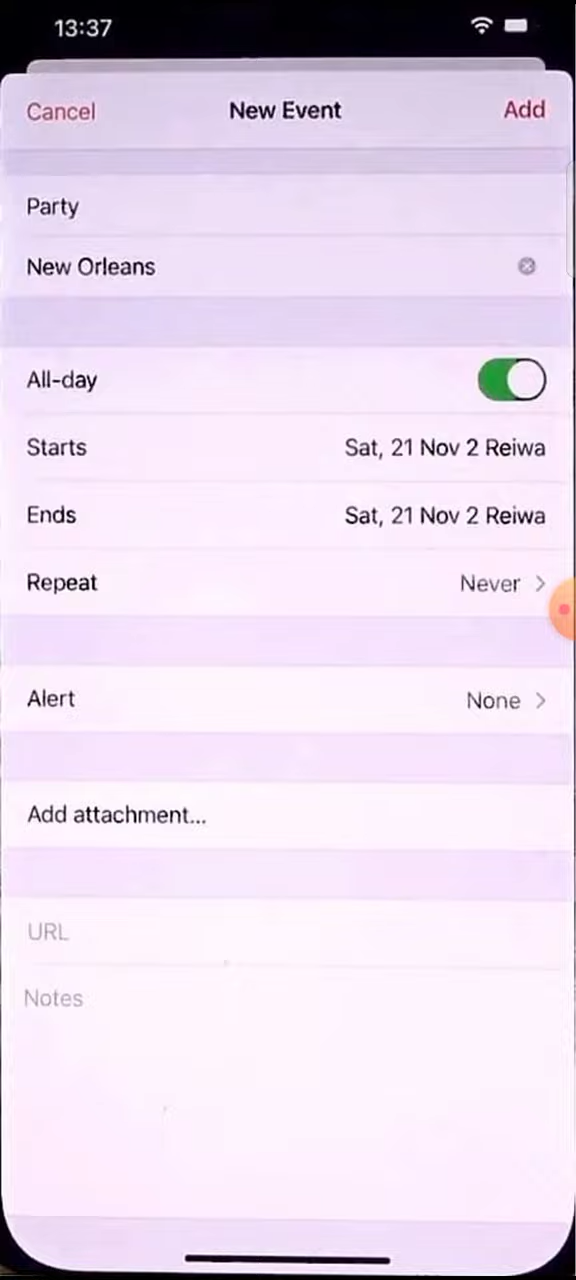 13:37
Cancel New Event Add
Party
New Orleans
All-day
Starts Sat, 21 Nov 2 Reiwa
Ends Sat, 21 Nov 2 Reiwa
Repeat Never
Alert None
Add attachment...
URL
Notes